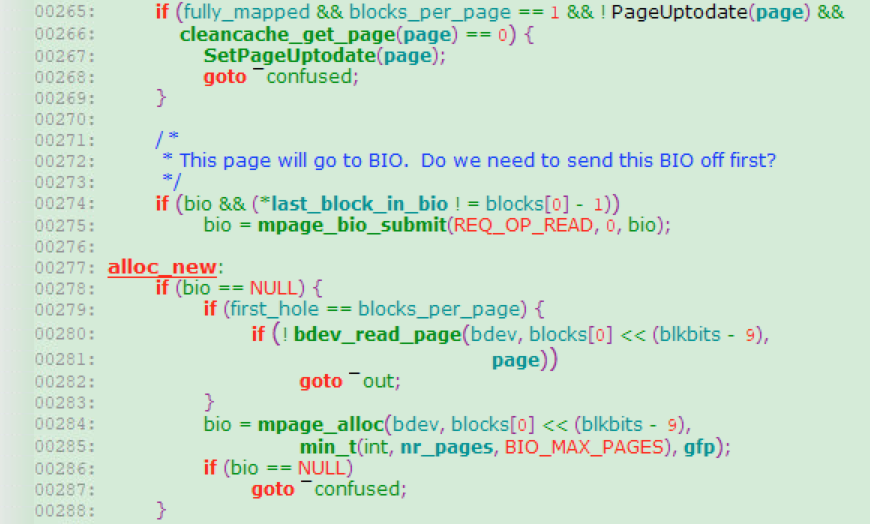 00265: if (fully_mapped && blocks_per_page == 1 && ! PageUptodate(page) &&
00266: cleancache_get_page(page) == 0) {
00267: SetPageUptodate(page);
00268: goto ¯confused;
00269: }
00270:
00271: / *
00272: * This page will go to BIO. Do we need to send this BIO off first?
00273: */
00274: if (bio && (*last_block_in_bio ! = blocks[0] - 1))
00275: bio = mpage_bio_submit(REQ_OP_READ, 0, bio);
00276:
00277: alloc_new:
00278: if (bio == NULL) {
00279: if (first_hole == blocks_per_page) {
00280: if (! bdev_read_page(bdev, blocks[0] << (blkbits - 9),
00281: page))
00282: goto ¯out;
00283: }
00284: bio = mpage_alloc(bdev, blocks[0] << (blkbits - 9),
00285: min_t(int, nr_pages, BIO_MAX_PAGES), gfp);
00286: if (bio == NULL)
00287: goto ¯confused;
00288: }